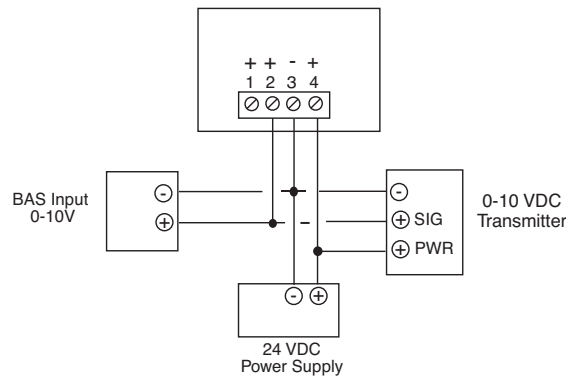 + + - +
1 2 3 4
BAS Input
0-10V
-
+
-
+ SIG
+ PWR
0-10 VDC
Transmitter
- +
24 VDC
Power Supply